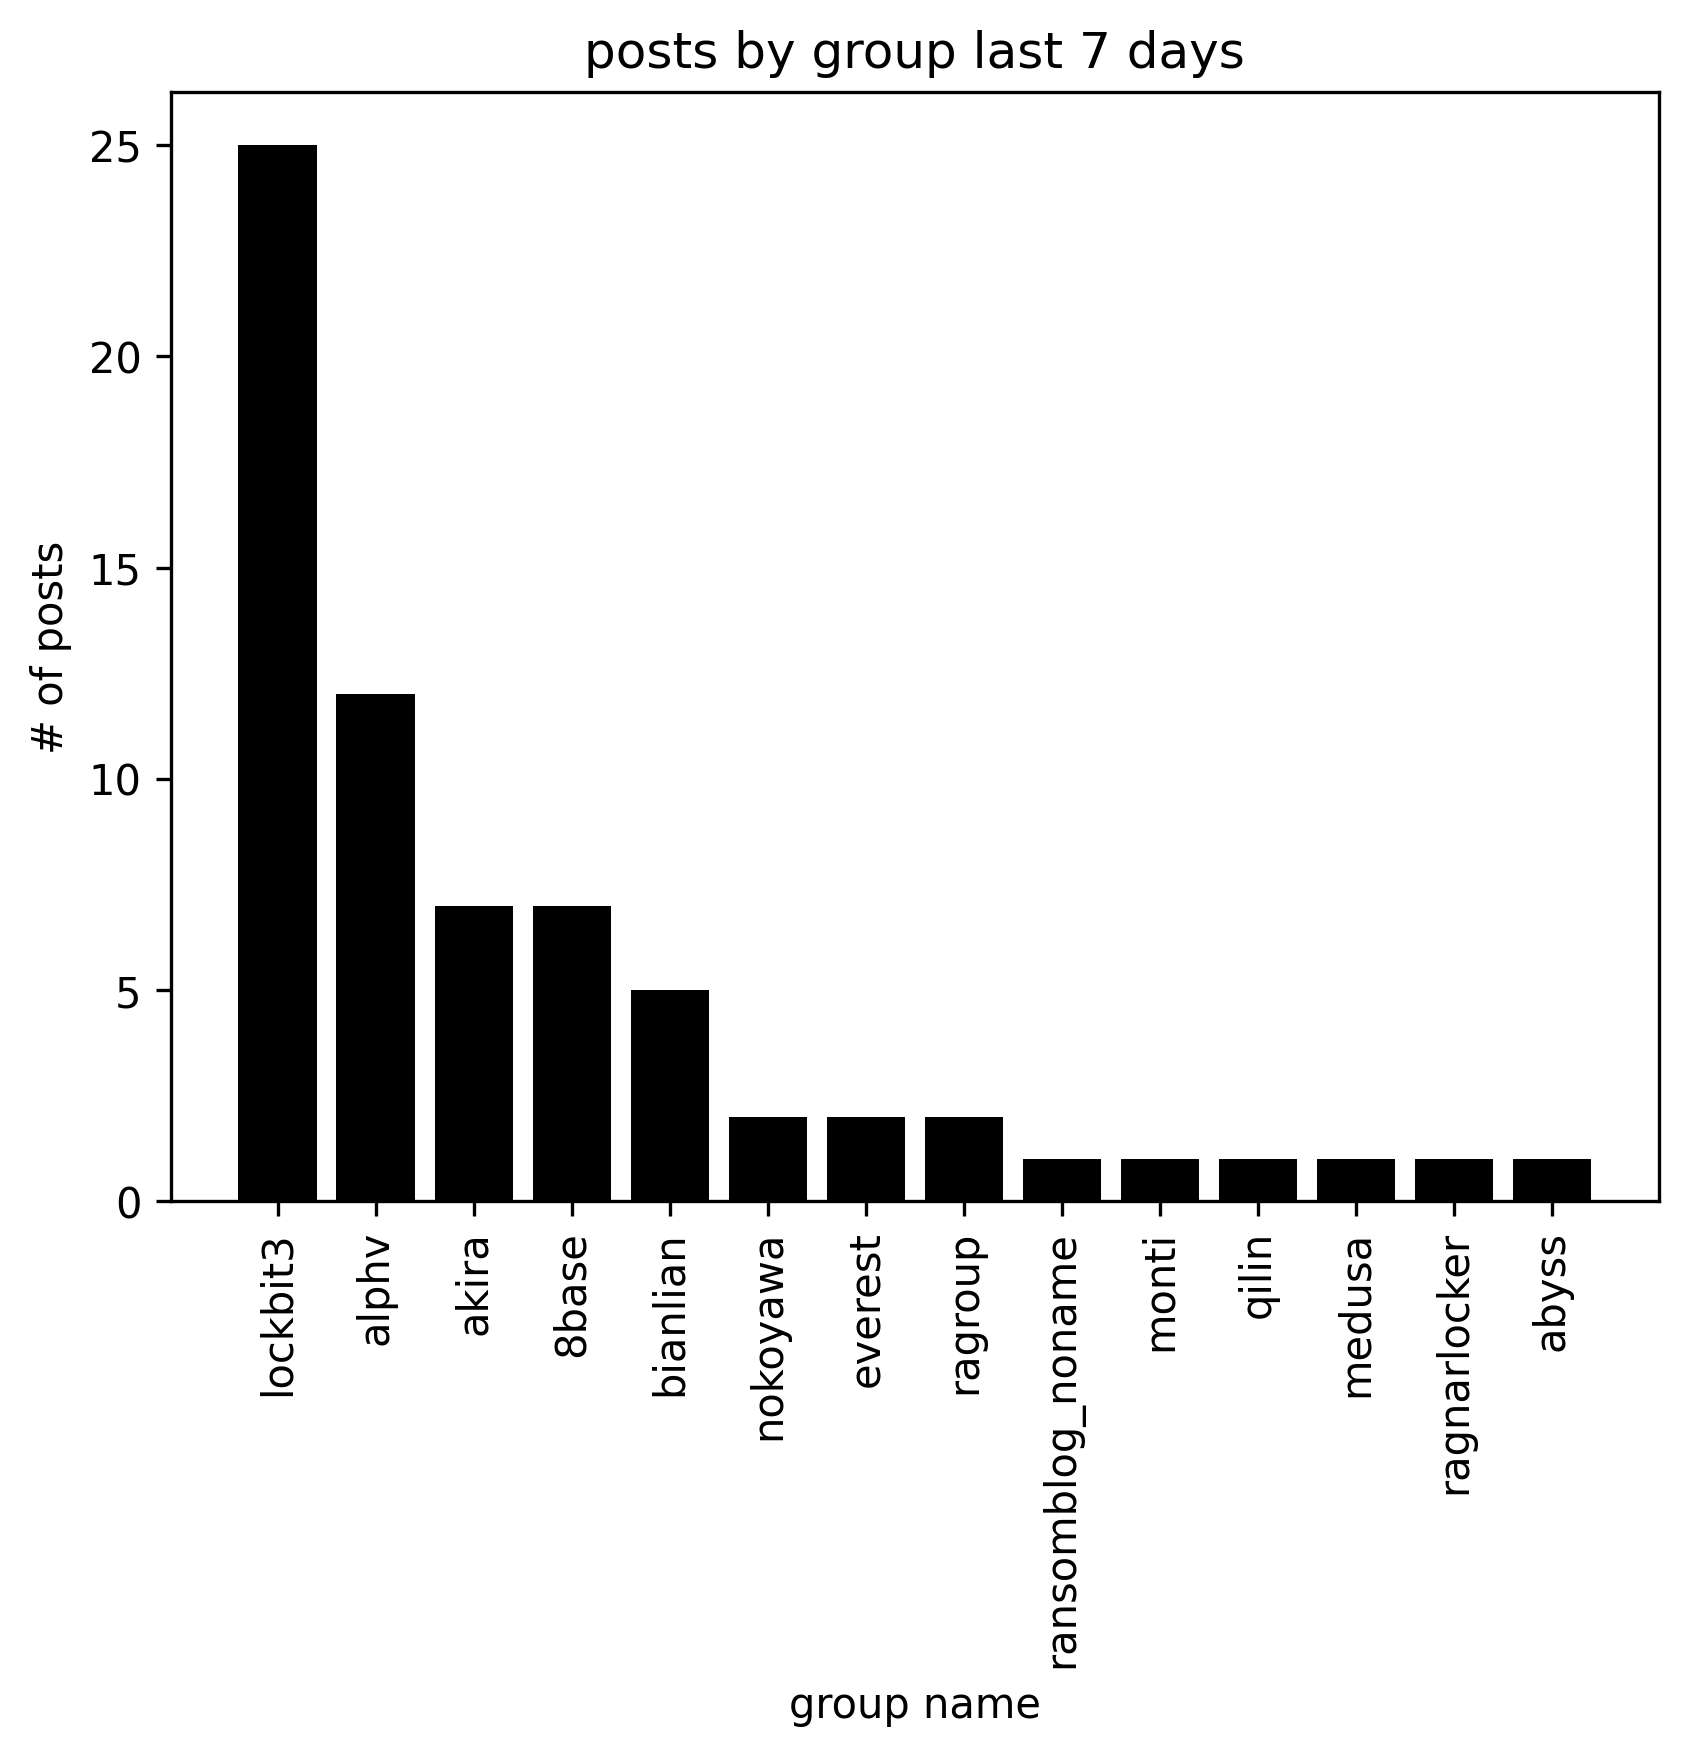 posts by group last 7 days
# of posts
25
20
15
10
5
0
lockbit3
alphv
akira
8base
bianlian
nokoyawa
everest
ragroup
ransomblog_noname
monti
qilin
medusa
ragnarlocker
abyss
group name